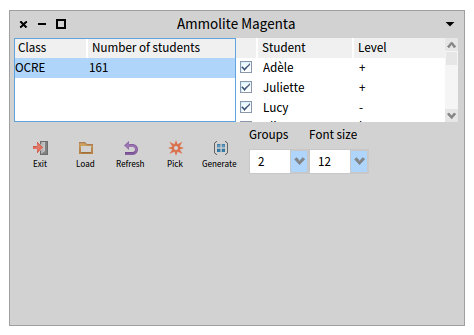 Ammolite Magenta
Class Number of students
OCRE 161
Student Level
Adèle +
Juliette +
Lucy -
Groups Font size
Exit Load Refresh Pick Generate
2 12